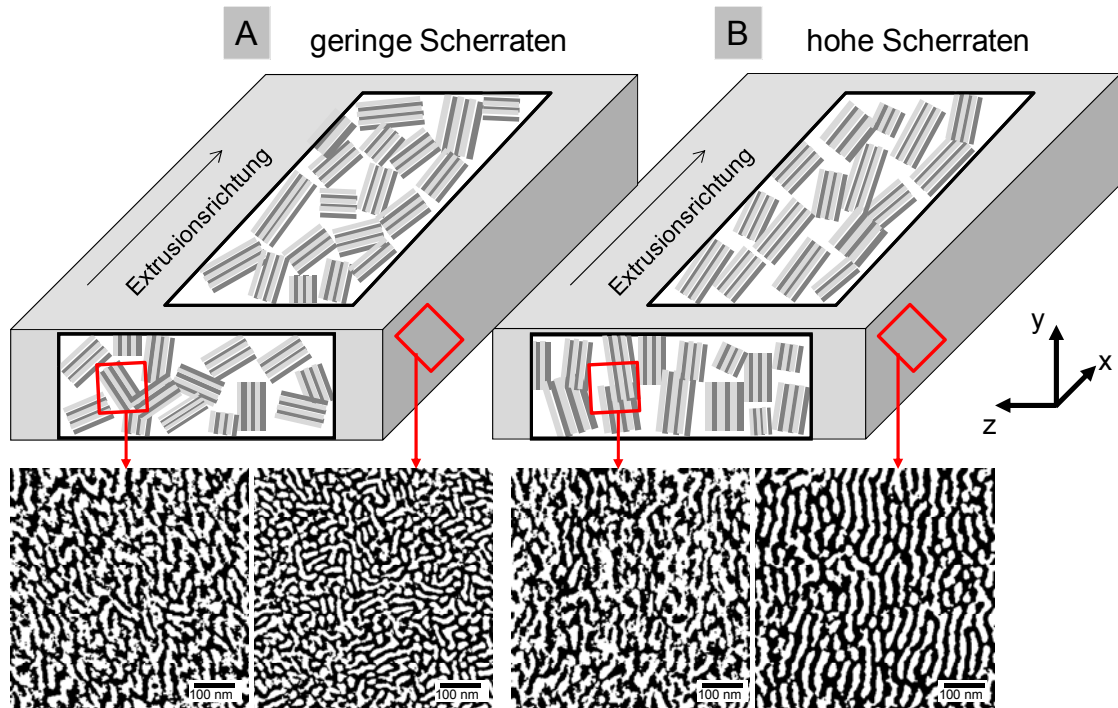 A
geringe Scherraten
B
hohe Scherraten
Extrusionsrichtung
Extrusionsrichtung
y
x
z
100 nm
100 nm
100 nm
100 nm